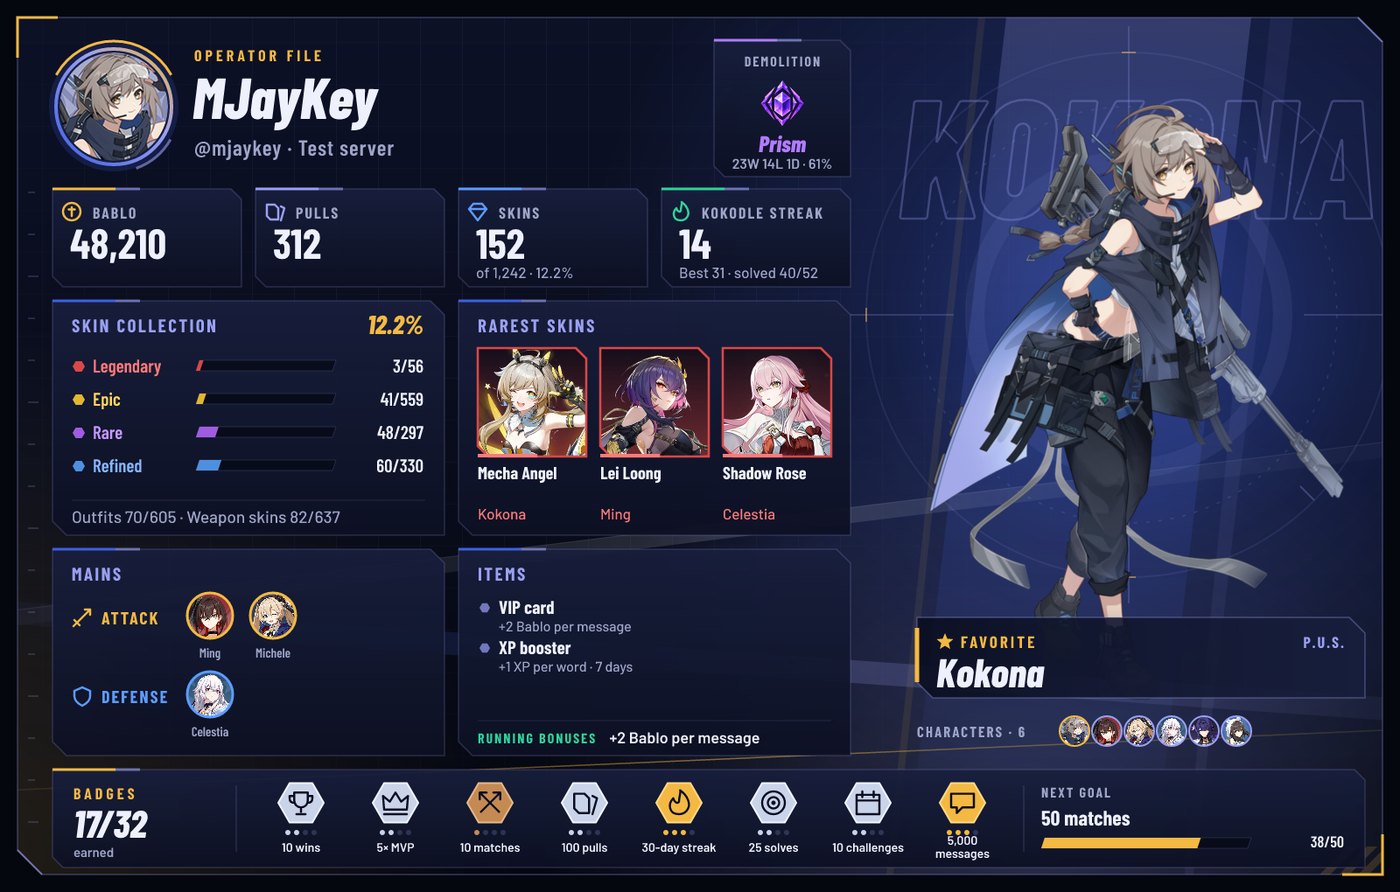 OPERATOR FILE
MJayKey
@mjaykey · Test server
DEMOLITION
Prism
23W 14L 1D · 61%
KOKONA
BABLO
48,210
PULLS
312
SKINS
152
of 1,242 · 12.2%
KOKODLE STREAK
14
Best 31 · solved 40/52
SKIN COLLECTION
12.2%
Legendary
3/56
Epic
41/559
Rare
48/297
Refined
60/330
Outfits 70/605 · Weapon skins 82/637
RAREST SKINS
Mecha Angel
Kokona
Lei Loong
Ming
Shadow Rose
Celestia
MAINS
ATTACK
Ming
Michele
DEFENSE
Celestia
ITEMS
VIP card
+2 Bablo per message
XP booster
+1 XP per word · 7 days
RUNNING BONUSES +2 Bablo per message
FAVORITE
P.U.S.
Kokona
CHARACTERS · 6
BADGES
17/32
earned
10 wins
5× MVP
10 matches
100 pulls
30-day streak
25 solves
10 challenges
5,000
messages
NEXT GOAL
50 matches
38/50